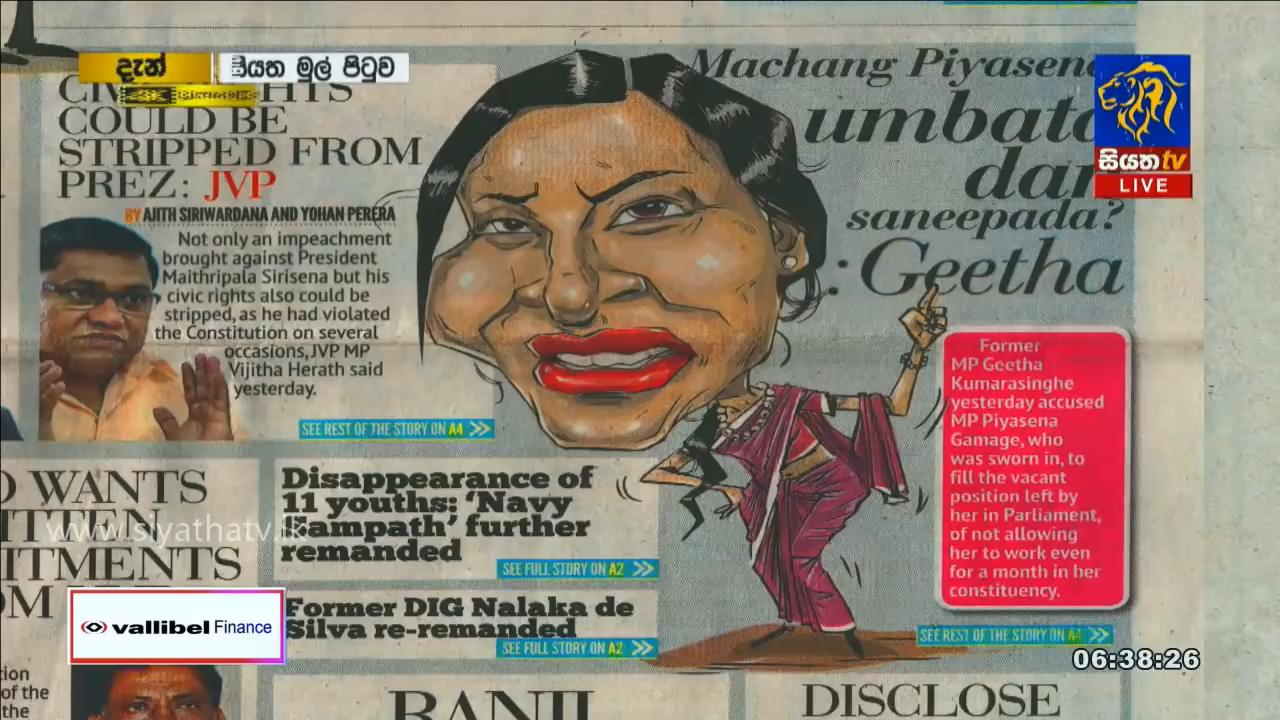 දැන්
සියත මුල් පිටුව
COULD BE
STRIPPED FROM
PREZ: JVP
BY AJITH SIRIWARDANA AND YOHAN PERERA
Not only an impeachment
brought against President
Maithripala Sirisena but his
civic rights also could be
stripped, as he had violated
the Constitution on several
occasions, JVP MP
Vijitha Herath said
yesterday.
SEE REST OF THE STORY ON A4
Machang Piyasena
umbata
dan
saneepada?
: Geetha
සියත tv
LIVE
Former
MP Geetha
Kumarasinghe
yesterday accused
MP Piyasena
Gamage, who
was sworn in, to
fill the vacant
position left by
her in Parliament,
of not allowing
her to work even
for a month in her
constituency.
SEE REST OF THE STORY ON A4
WANTS
ITMENTS
www.siyathatv.
Disappearance of
11 youths: ‘Navy
Sampath’ further
remanded
SEE FULL STORY ON A2
Former DIG Nalaka de
Silva re-remanded
SEE FULL STORY ON A2
vallibel Finance
of the
the
DISCLOSE
06:38:26